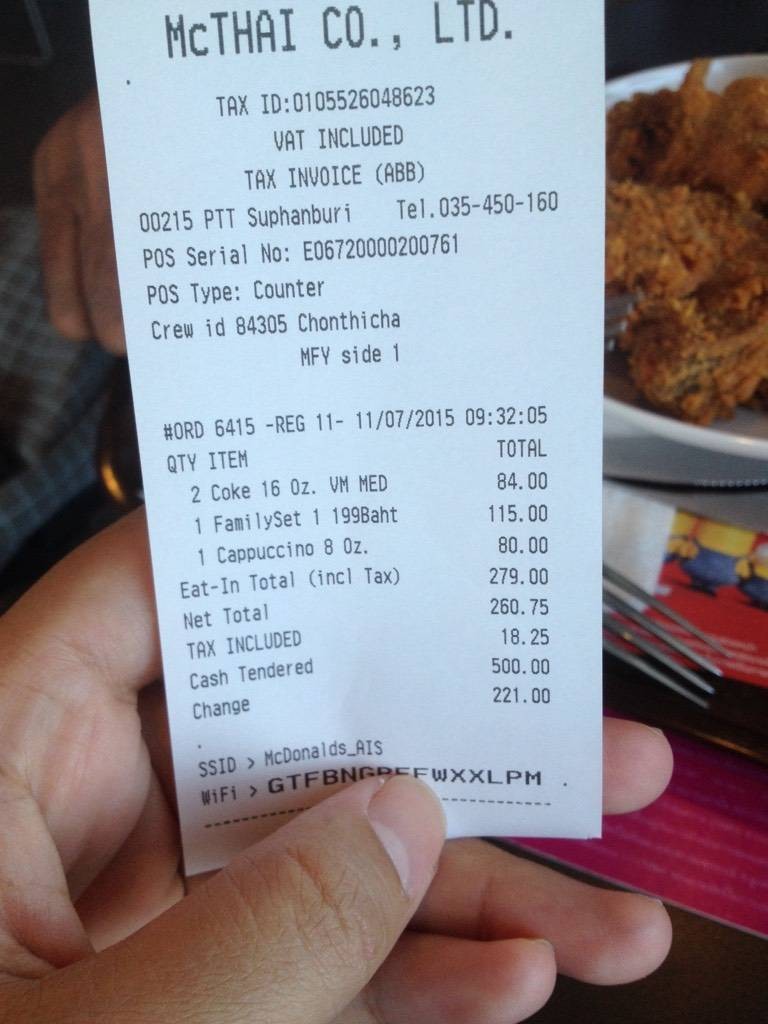 McTHAI CO., LTD.
TAX ID:0105526048623
VAT INCLUDED
TAX INVOICE (ABB)
00215 PTT Suphanburi Tel.035-450-160
POS Serial No: E06720000200761
POS Type: Counter
Crew id 84305 Chonthicha
MFY side 1
#ORD 6415 -REG 11- 11/07/2015 09:32:05
QTY ITEM TOTAL
2 Coke 16 Oz. VM MED 84.00
1 FamilySet 1 199Baht 115.00
1 Cappuccino 8 Oz. 80.00
Eat-In Total (incl Tax) 279.00
Net Total 260.75
TAX INCLUDED 18.25
Cash Tendered 500.00
Change 221.00
.
SSID > McDonalds_AIS
WiFi >